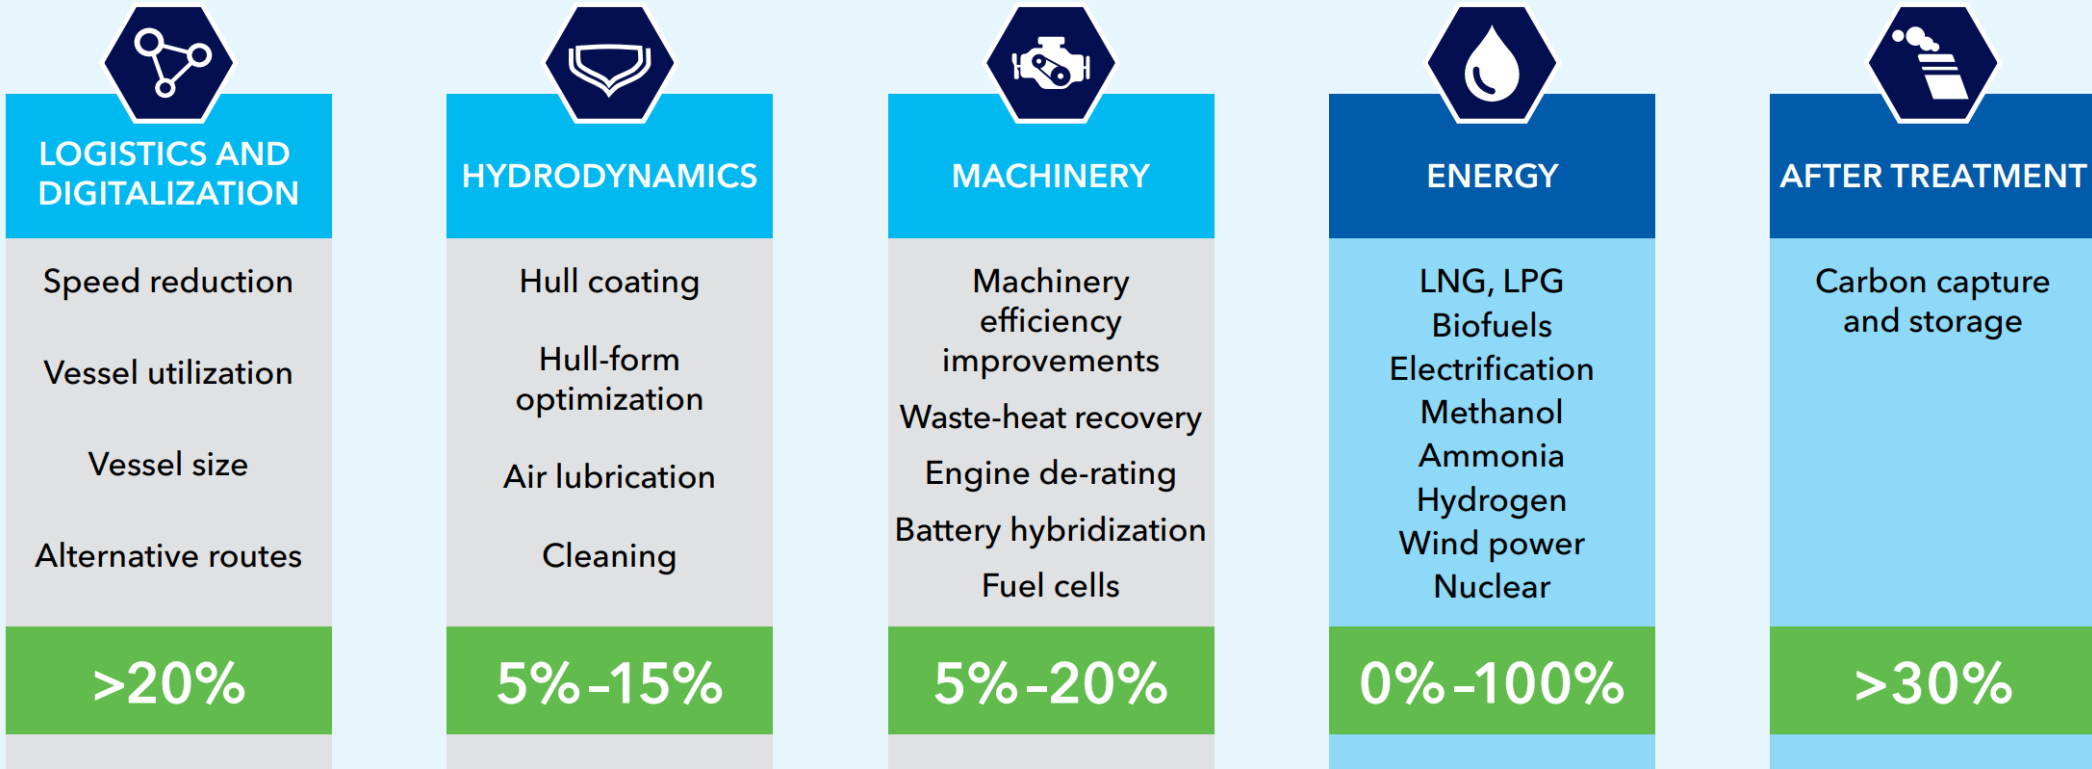 LOGISTICS AND
DIGITALIZATION
Speed reduction
Vessel utilization
Vessel size
Alternative routes
>20%
HYDRODYNAMICS
Hull coating
Hull-form
optimization
Air lubrication
Cleaning
5%-15%
MACHINERY
Machinery
efficiency
improvements
Waste-heat recovery
Engine de-rating
Battery hybridization
Fuel cells
5%-20%
ENERGY
LNG, LPG
Biofuels
Electrification
Methanol
Ammonia
Hydrogen
Wind power
Nuclear
0%-100%
AFTER TREATMENT
Carbon capture
and storage
>30%